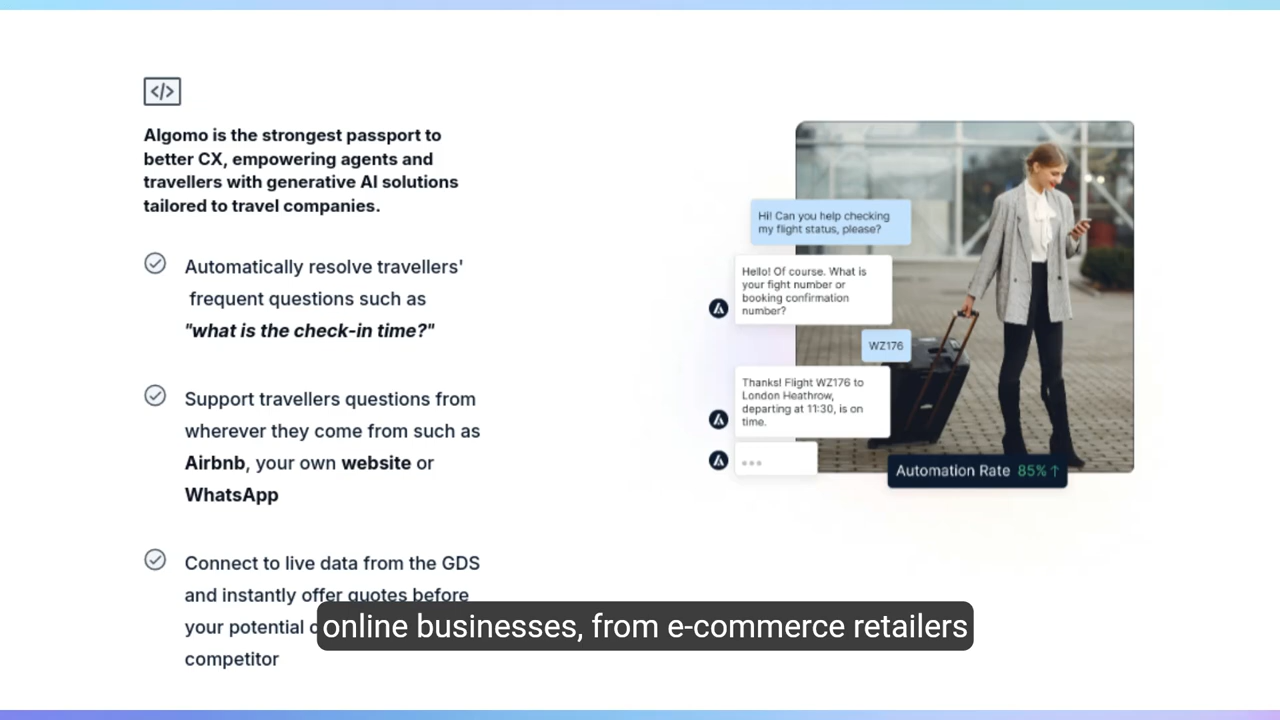 </>
Algomo is the strongest passport to
better CX, empowering agents and
travellers with generative AI solutions
tailored to travel companies.
Automatically resolve travellers'
frequent questions such as
"what is the check-in time?"
Support travellers questions from
wherever they come from such as
Airbnb, your own website or
WhatsApp
Connect to live data from the GDS
and instantly offer quotes before
your potential
competitor
Hi! Can you help checking
my flight status, please?
Hello! Of course. What is
your fight number or
booking confirmation
number?
WZ176
Thanks! Flight WZ176 to
London Heathrow,
departing at 11:30, is on
time.
Automation Rate 85% ↑
online businesses, from e-commerce retailers